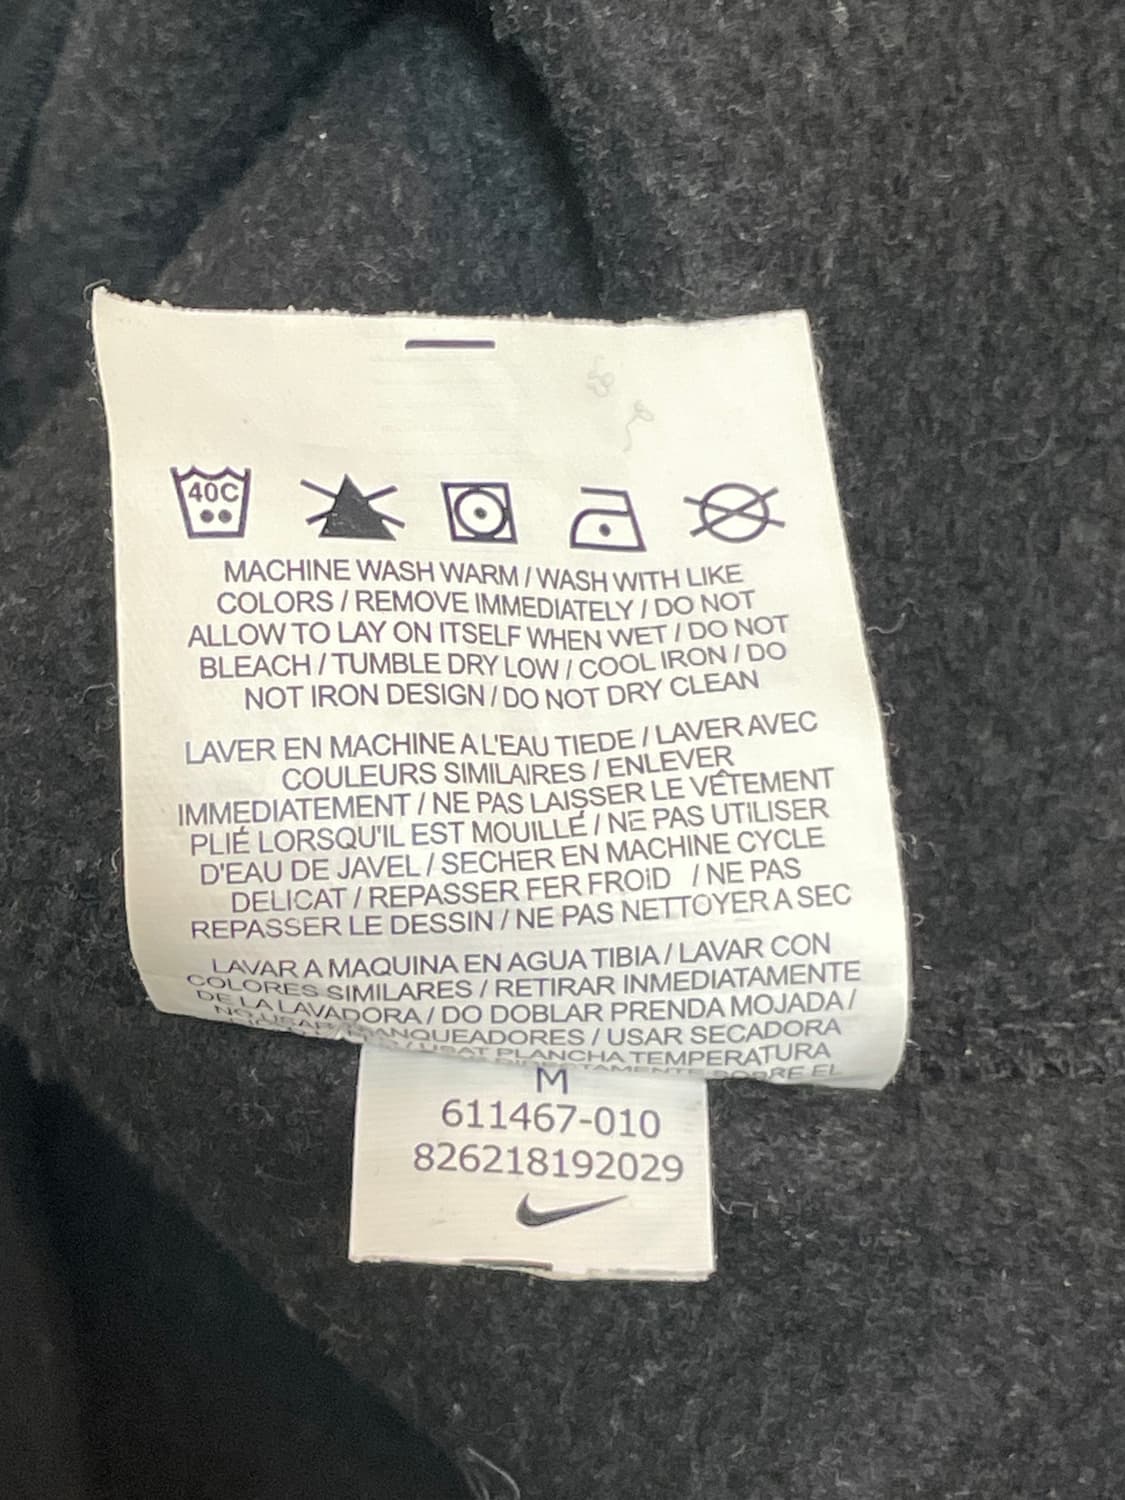 40C
MACHINE WASH WARM / WASH WITH LIKE
COLORS / REMOVE IMMEDIATELY / DO NOT
ALLOW TO LAY ON ITSELF WHEN WET / DO NOT
BLEACH / TUMBLE DRY LOW / COOL IRON / DO
NOT IRON DESIGN / DO NOT DRY CLEAN
LAVER EN MACHINE A L'EAU TIEDE / LAVER AVEC
COULEURS SIMILAIRES / ENLEVER
IMMEDIATEMENT / NE PAS LAISSER LE VÊTEMENT
PLIÉ LORSQU'IL EST MOUILLÉ / NE PAS UTILISER
D'EAU DE JAVEL / SECHER EN MACHINE CYCLE
DELICAT / REPASSER FER FROiD / NE PAS
REPASSER LE DESSIN / NE PAS NETTOYER A SEC
LAVAR A MAQUINA EN AGUA TIBIA / LAVAR CON
COLORES SIMILARES / RETIRAR INMEDIATAMENTE
DE LA LAVADORA / DO DOBLAR PRENDA MOJADA /
NO USAR BLANQUEADORES / USAR SECADORA
PLANCHA TEMPERATURA
SOBRE EL
M
611467-010
826218192029